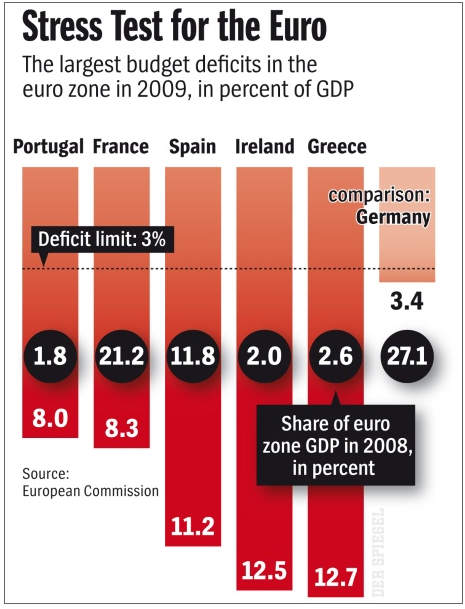 Stress Test for the Euro
The largest budget deficits in the
euro zone in 2009, in percent of GDP
Portugal France Spain Ireland Greece
comparison:
Germany
Deficit limit: 3%
3.4
1.8 21.2 11.8 2.0 2.6 27.1
8.0
8.3
Share of euro
zone GDP in 2008,
in percent
Source:
European Commission
11.2
12.5
12.7
DER SPIEGEL